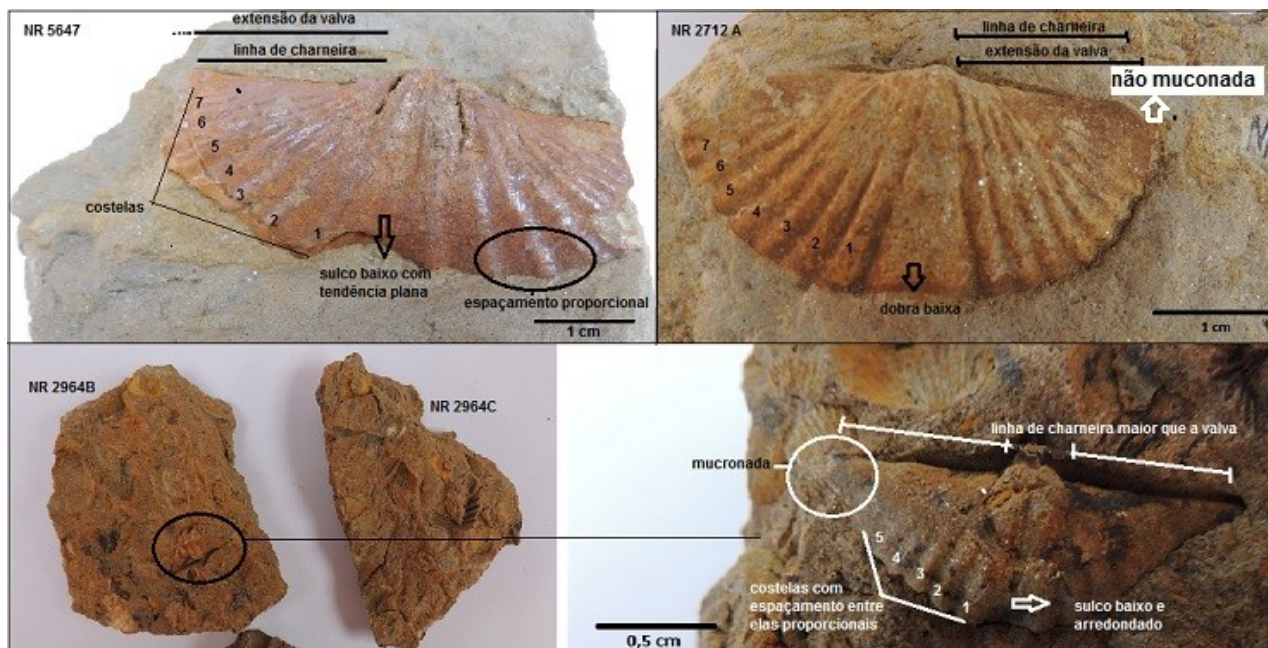 NR 5647
extensão da valva
linha de charneira
7
6
5
4
3
2
1
costelas
sulco baixo com
tendência plana
espaçamento proporcional
1 cm
NR 2712 A
linha de charneira
extensão da valva
não muconada
7
6
5
4
3
2
1
dobra baixa
1 cm
NR 2964B
NR 2964C
linha de charneira maior que a valva
mucronada
5
4
3
2
1
costelas com
espaçamento entre
elas proporcionais
sulco baixo e
arredondado
0,5 cm